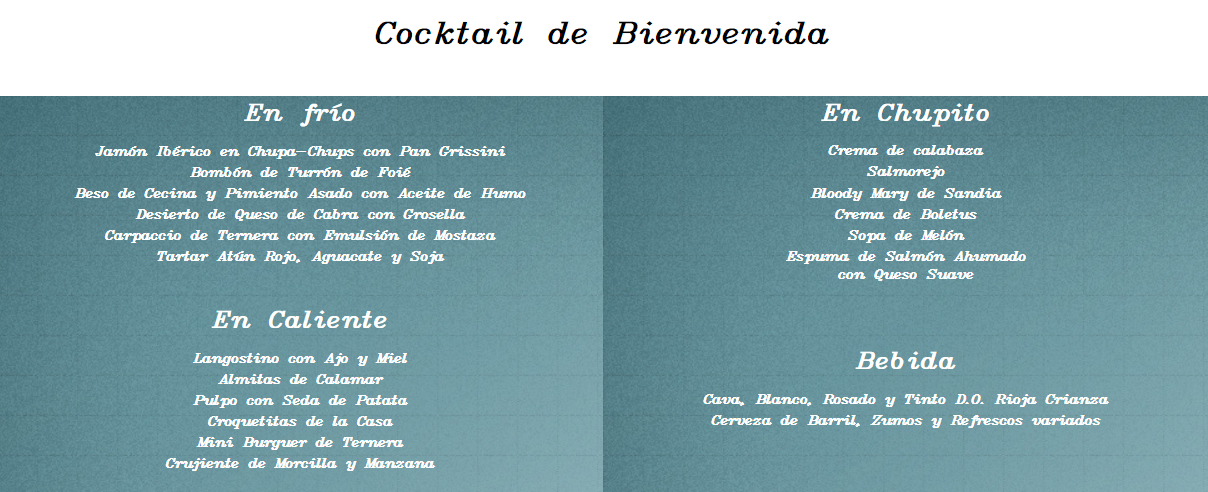 Cocktail de Bienvenida
En frío
Jamón Ibérico en Chupa-Chups con Pan Grissini
Bombón de Turrón de Foié
Beso de Cecina y Pimiento Asado con Aceite de Humo
Desierto de Queso de Cabra con Grosella
Carpaccio de Ternera con Emulsión de Mostaza
Tartar Atún Rojo, Aguacate y Soja
En Caliente
Langostino con Ajo y Miel
Almitas de Calamar
Pulpo con Seda de Patata
Croquetitas de la Casa
Mini Burguer de Ternera
Crujiente de Morcilla y Manzana
En Chupito
Crema de calabaza
Salmorejo
Bloody Mary de Sandia
Crema de Boletus
Sopa de Melón
Espuma de Salmón Ahumado
con Queso Suave
Bebida
Cava, Blanco, Rosado y Tinto D.O. Rioja Crianza
Cerveza de Barril, Zumos y Refrescos variados